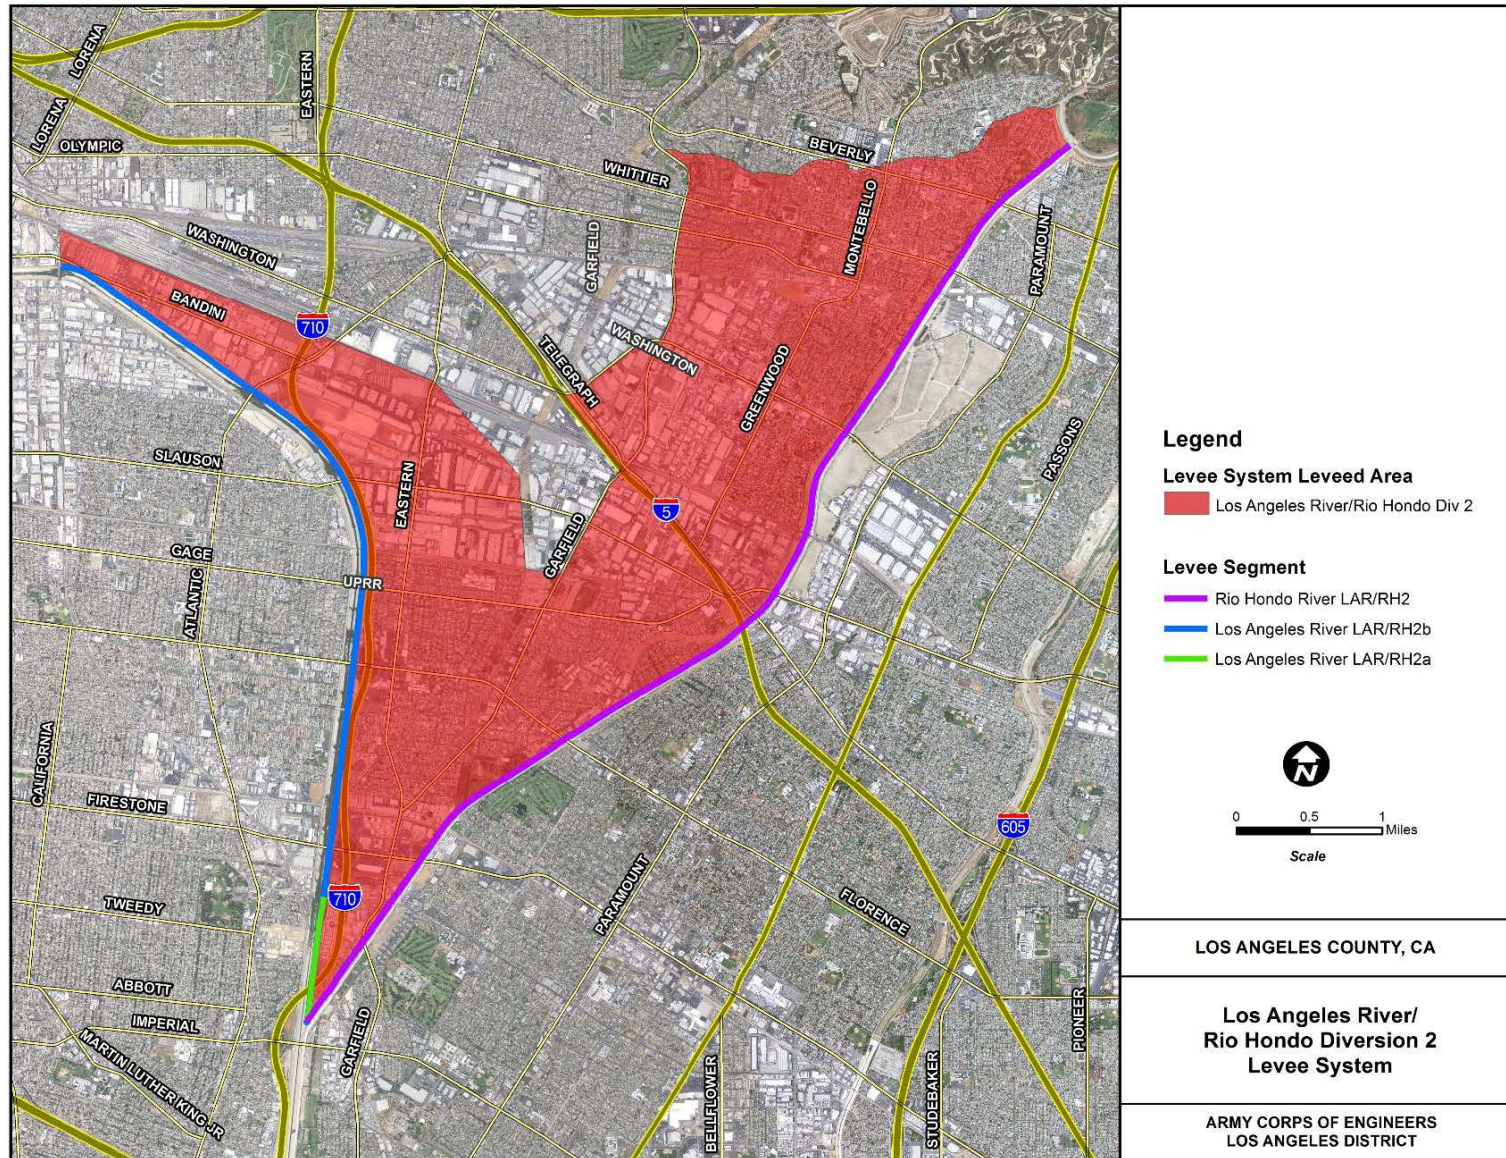 LORENA
LORENA
EASTERN
OLYMPIC
WHITTIER
BEVERLY
MONTEBELLO
PARAMOUNT
WASHINGTON
GARFIELD
BANDINI
710
TELEGRAPH
WASHINGTON
GREENWOOD
PASSONS
SLAUSON
EASTERN
5
GARFIELD
GAGE
UPRR
ATLANTIC
CALIFORNIA
FIRESTONE
605
710
TWEEDY
PARAMOUNT
FLORENCE
ABBOTT
IMPERIAL
MARTIN LUTHER KING JR
GARFIELD
BELLFLOWER
STUDEBAKER
PIONEER
Legend
Levee System Leveed Area
Los Angeles River/Rio Hondo Div 2
Levee Segment
Rio Hondo River LAR/RH2
Los Angeles River LAR/RH2b
Los Angeles River LAR/RH2a
N
0 0.5 1
Miles
Scale
LOS ANGELES COUNTY, CA
Los Angeles River/
Rio Hondo Diversion 2
Levee System
ARMY CORPS OF ENGINEERS
LOS ANGELES DISTRICT